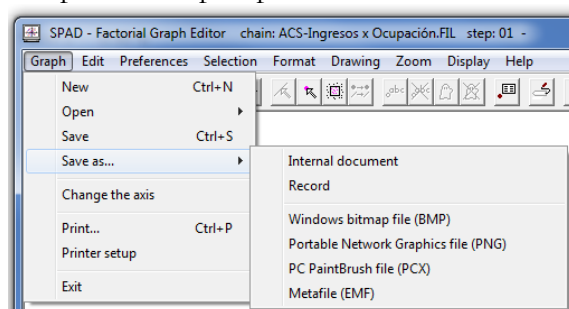 SPAD - Factorial Graph Editor chain: ACS-Ingresos x Ocupación.FIL step: 01 -
Graph Edit Preferences Selection Format Drawing Zoom Display Help
New Ctrl+N
Open
Save Ctrl+S
Save as...
Change the axis
Print... Ctrl+P
Printer setup
Exit
Internal document
Record
Windows bitmap file (BMP)
Portable Network Graphics file (PNG)
PC PaintBrush file (PCX)
Metafile (EMF)